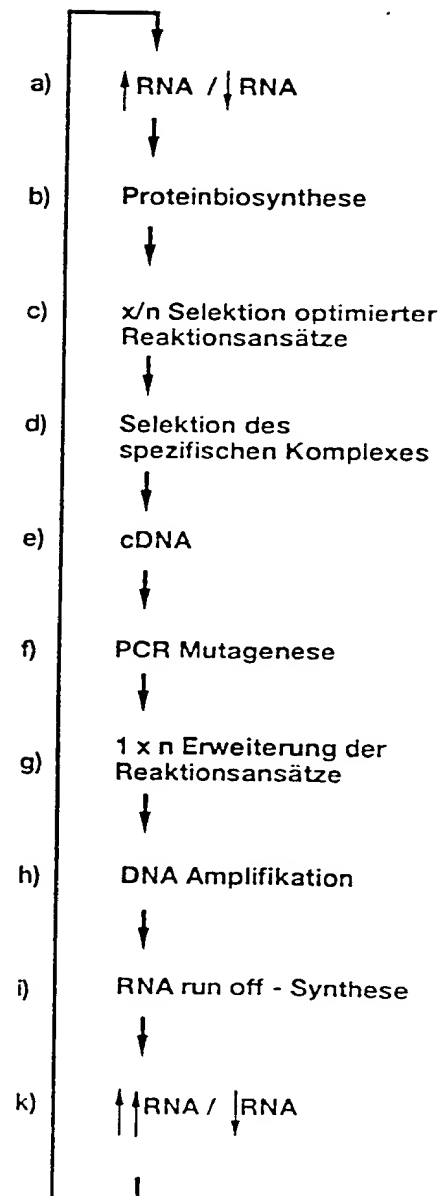 a) ↑RNA / ↓RNA
b) Proteinbiosynthese
c) x/n Selektion optimierter
Reaktionsansätze
d) Selektion des
spezifischen Komplexes
e) cDNA
f) PCR Mutagenese
g) 1 x n Erweiterung der
Reaktionsansätze
h) DNA Amplifikation
i) RNA run off - Synthese
k) ↑↑RNA / ↓RNA